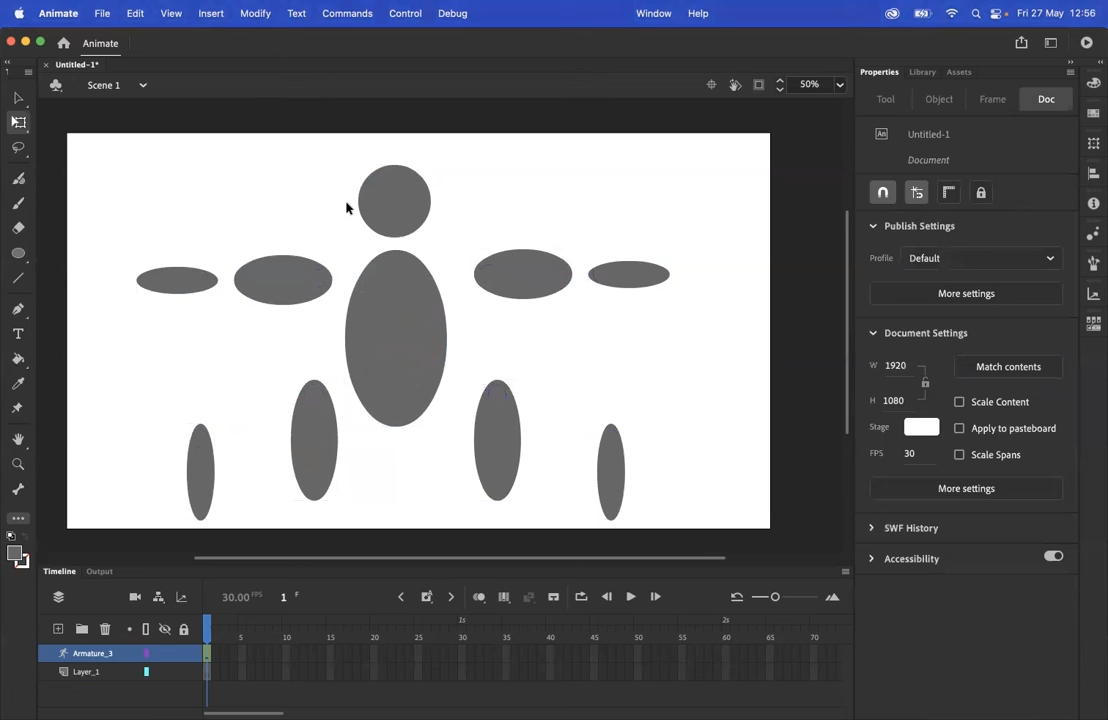 Animate File Edit View Insert Modify Text Commands Control Debug Window Help Fri 27 May 12:56
Animate
Untitled-1*
Properties Library Assets
Scene 1
50%
Tool Object Frame Doc
An Untitled-1
Document
Publish Settings
Profile Default
More settings
Document Settings
W 1920
Match contents
H 1080
Scale Content
Stage
Apply to pasteboard
FPS 30
Scale Spans
More settings
SWF History
Accessibility
Timeline Output
30.00 FPS 1 F
1s 2s
5 10 15 20 25 30 35 40 45 50 55 60 65 70
Armature_3
Layer_1